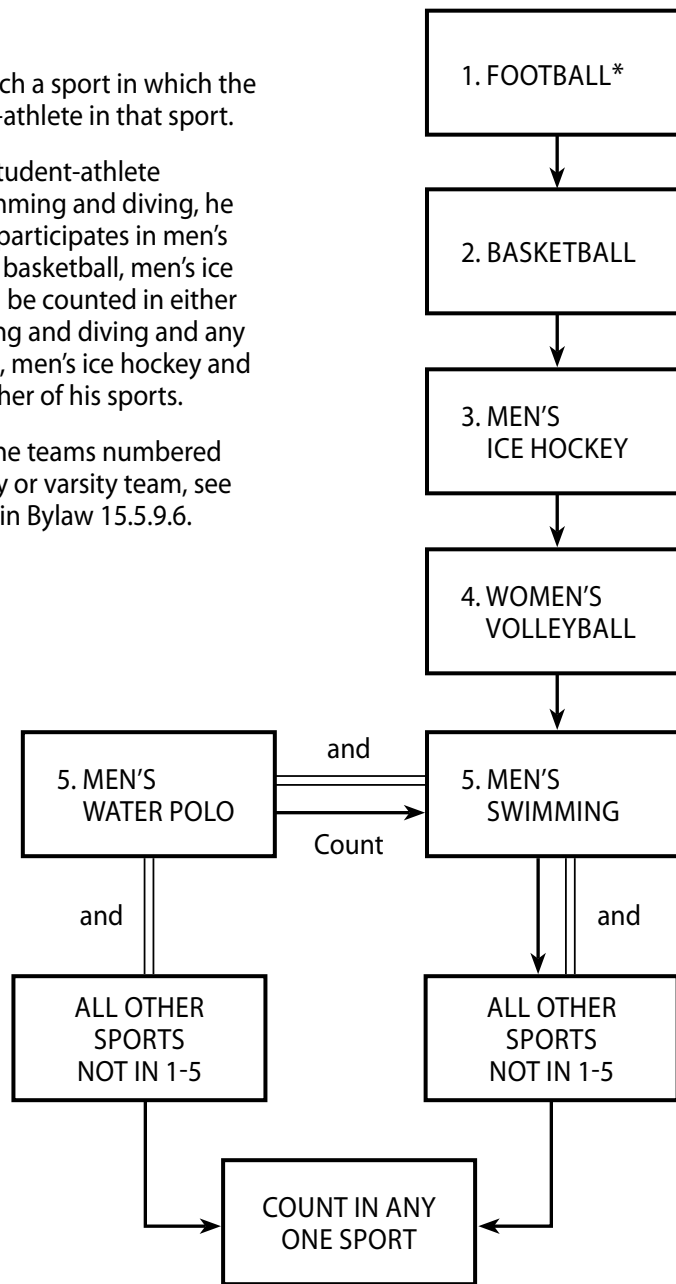 ch a sport in which the
-athlete in that sport.
tudent-athlete
nming and diving, he
participates in men's
basketball, men's ice
be counted in either
ng and diving and any
, men's ice hockey and
her of his sports.
he teams numbered
y or varsity team, see
in Bylaw 15.5.9.6.
1. FOOTBALL*
2. BASKETBALL
3. MEN'S
ICE HOCKEY
4. WOMEN'S
VOLLEYBALL
5. MEN'S
WATER POLO
and
Count
5. MEN'S
SWIMMING
and
and
ALL OTHER
SPORTS
NOT IN 1-5
ALL OTHER
SPORTS
NOT IN 1-5
COUNT IN ANY
ONE SPORT